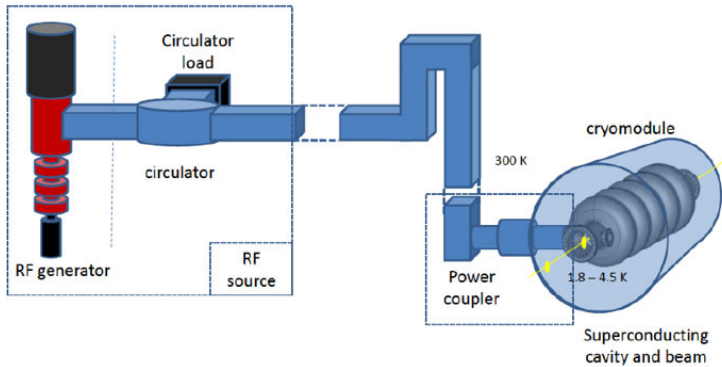 Circulator
load
circulator
RF generator
RF
source
300 K
cryomodule
Power
coupler
1.8 – 4.5 K
Superconducting
cavity and beam